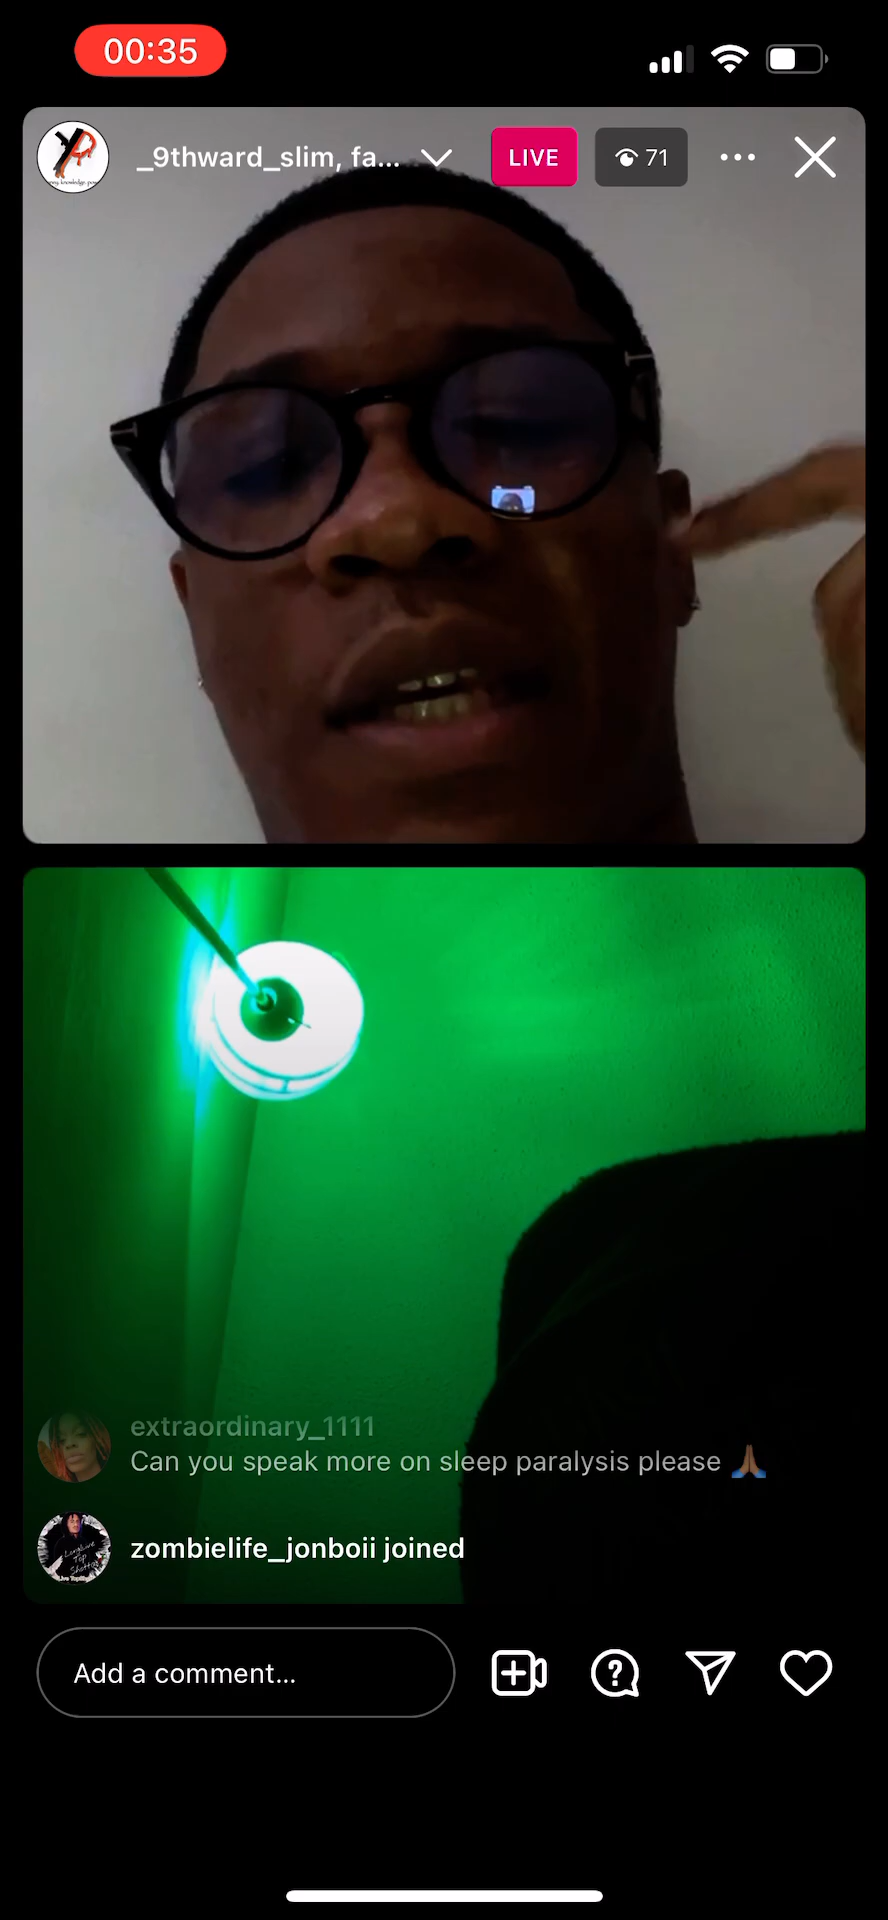 00:35
_9thward_slim, fa...
LIVE
71
extraordinary_1111
Can you speak more on sleep paralysis please 🙏🏽
zombielife_jonboii joined
Add a comment...